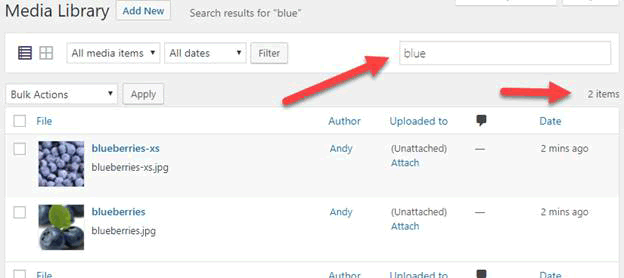 Media Library Add New Search results for “blue”
All media items All dates Filter blue
Bulk Actions Apply 2 items
File Author Uploaded to Date
blueberries-xs Andy (Unattached) — 2 mins ago
blueberries-xs.jpg Attach
blueberries Andy (Unattached) — 2 mins ago
blueberries.jpg Attach
File Author Uploaded to Date